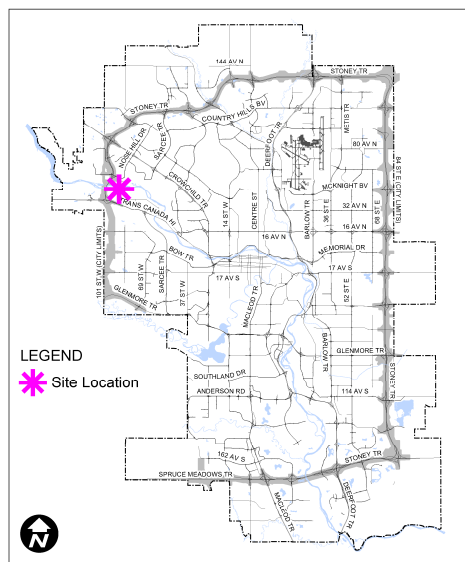 144 AV N
STONEY TR
STONEY TR
COUNTRY HILLS BV
METIS TR
NOSE HILL DR
SARCEE TR
DEERFOOT TR
80 AV N
84 ST E (CITY LIMITS)
CROWCHILD TR
MCKNIGHT BV
TRANS CANADA HI
14 ST W
CENTRE ST
BARLOW TR
36 ST E
32 AV N
68 ST E
16 AV N
16 AV N
MEMORIAL DR
BOW TR
17 AV S
17 AV S
101 ST W (CITY LIMITS)
69 ST W
SARCEE TR
37 ST W
MACLEOD TR
52 ST E
GLENMORE TR
BARLOW TR
GLENMORE TR
LEGEND
Site Location
SOUTHLAND DR
ANDERSON RD
114 AV S
STONEY TR
162 AV S
STONEY TR
SPRUCE MEADOWS TR
MACLEOD TR
DEERFOOT TR
N